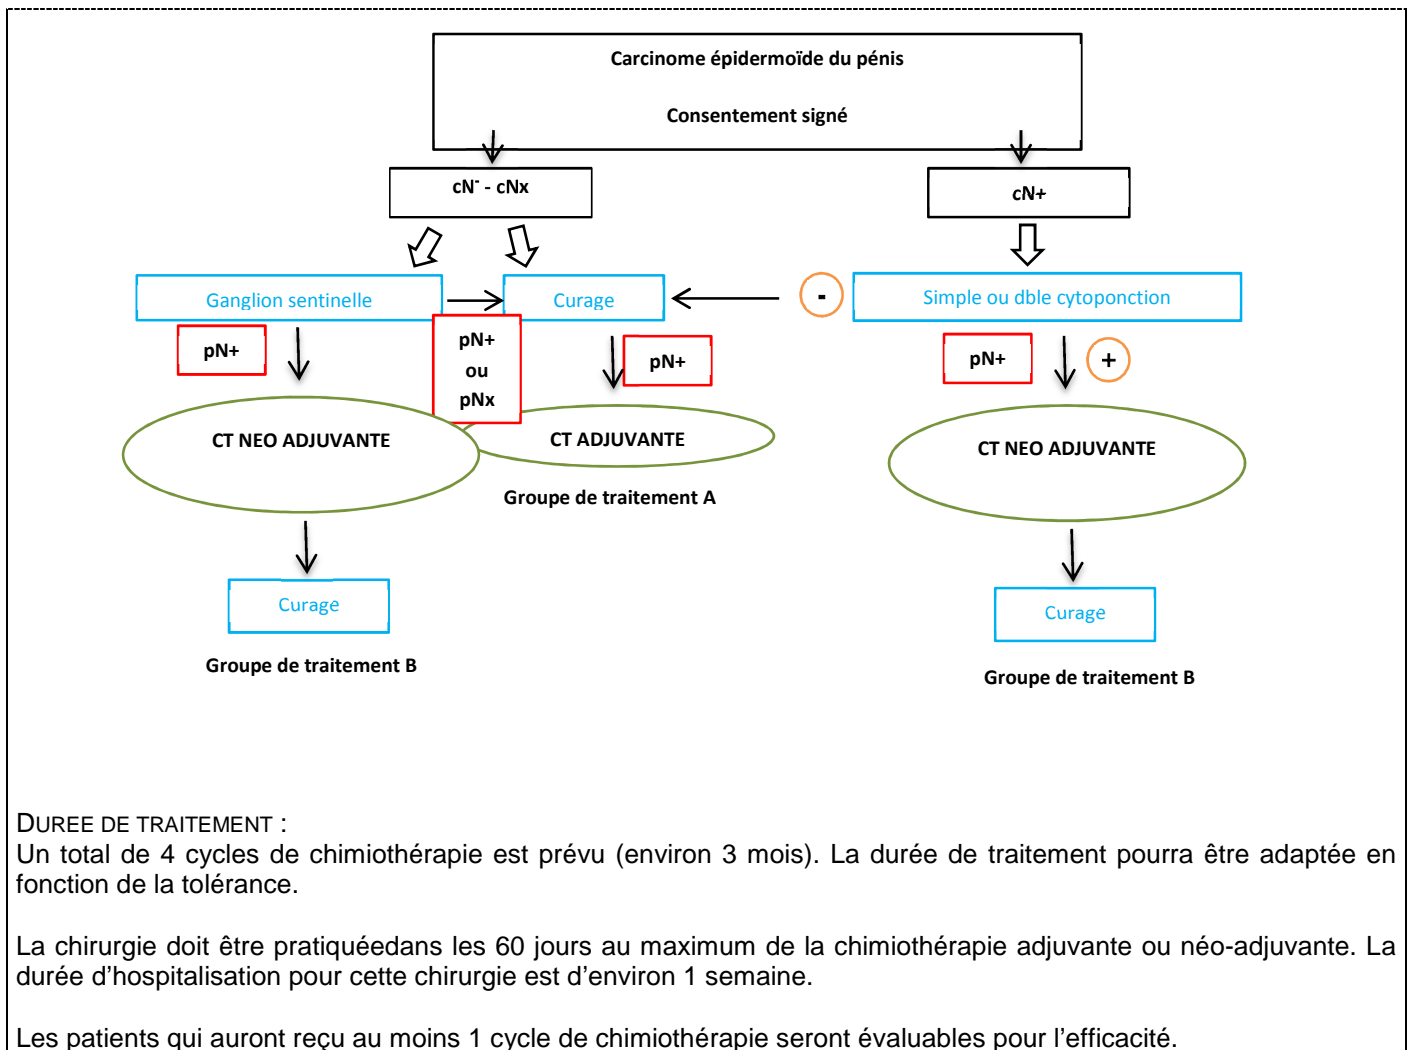 Carcinome épidermoïde du pénis
Consentement signé
cN- - cNx
cN+
Ganglion sentinelle
Curage
-
Simple ou dble cytoponction
pN+
pN+
ou
pNx
pN+
pN+
+
CT NEO ADJUVANTE
CT ADJUVANTE
CT NEO ADJUVANTE
Groupe de traitement A
Curage
Curage
Groupe de traitement B
Groupe de traitement B
DUREE DE TRAITEMENT :
Un total de 4 cycles de chimiothérapie est prévu (environ 3 mois). La durée de traitement pourra être adaptée en
fonction de la tolérance.
La chirurgie doit être pratiquéedans les 60 jours au maximum de la chimiothérapie adjuvante ou néo-adjuvante. La
durée d'hospitalisation pour cette chirurgie est d'environ 1 semaine.
Les patients qui auront reçu au moins 1 cycle de chimiothérapie seront évaluables pour l'efficacité.